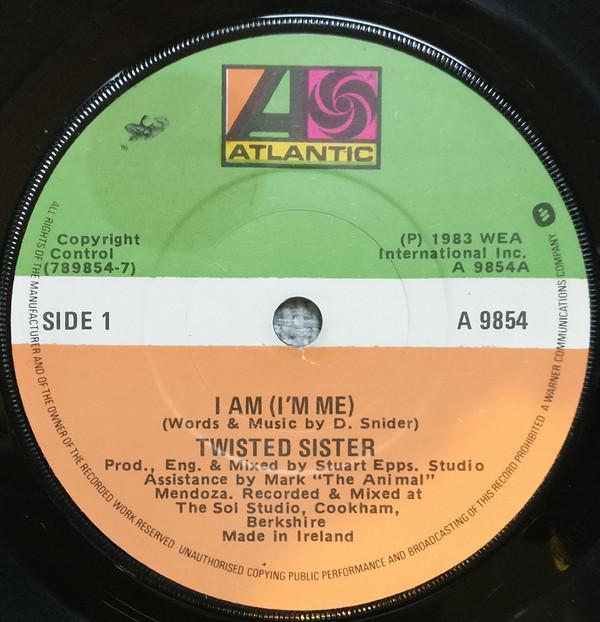 ATLANTIC
Copyright
Control
(789854-7)
(P) 1983 WEA
International Inc.
A 9854A
SIDE 1
A 9854
I AM (I'M ME)
(Words & Music by D. Snider)
TWISTED SISTER
Prod., Eng. & Mixed by Stuart Epps. Studio
Assistance by Mark "The Animal"
Mendoza. Recorded & Mixed at
The Sol Studio, Cookham,
Berkshire
Made in Ireland
ALL RIGHTS OF THE MANUFACTURER AND OF THE OWNER OF THE RECORDED WORK RESERVED UNAUTHORISED COPYING PUBLIC PERFORMANCE AND BROADCASTING OF THIS RECORD PROHIBITED A WARNER COMMUNICATIONS COMPANY